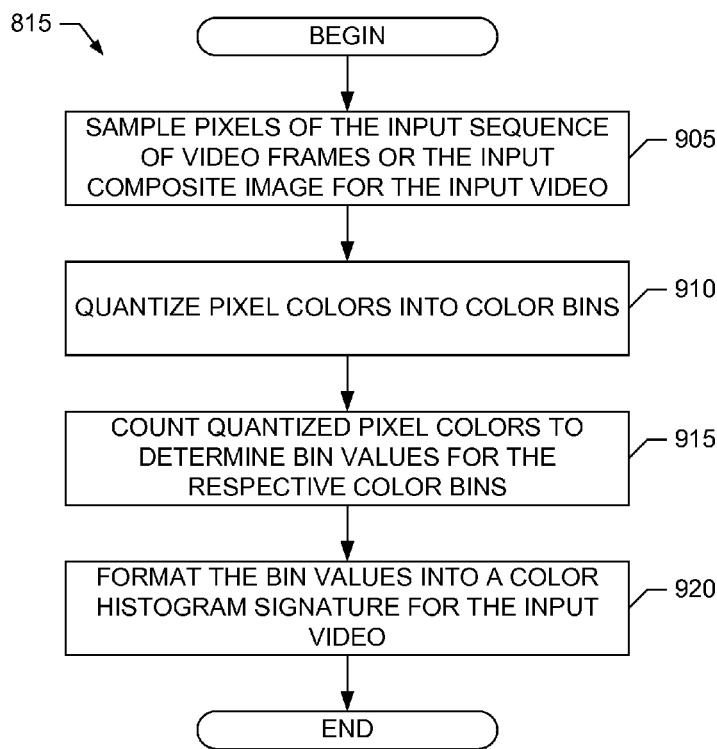 815
BEGIN
SAMPLE PIXELS OF THE INPUT SEQUENCE
OF VIDEO FRAMES OR THE INPUT
COMPOSITE IMAGE FOR THE INPUT VIDEO
905
QUANTIZE PIXEL COLORS INTO COLOR BINS
910
COUNT QUANTIZED PIXEL COLORS TO
DETERMINE BIN VALUES FOR THE
RESPECTIVE COLOR BINS
915
FORMAT THE BIN VALUES INTO A COLOR
HISTOGRAM SIGNATURE FOR THE INPUT
VIDEO
920
END